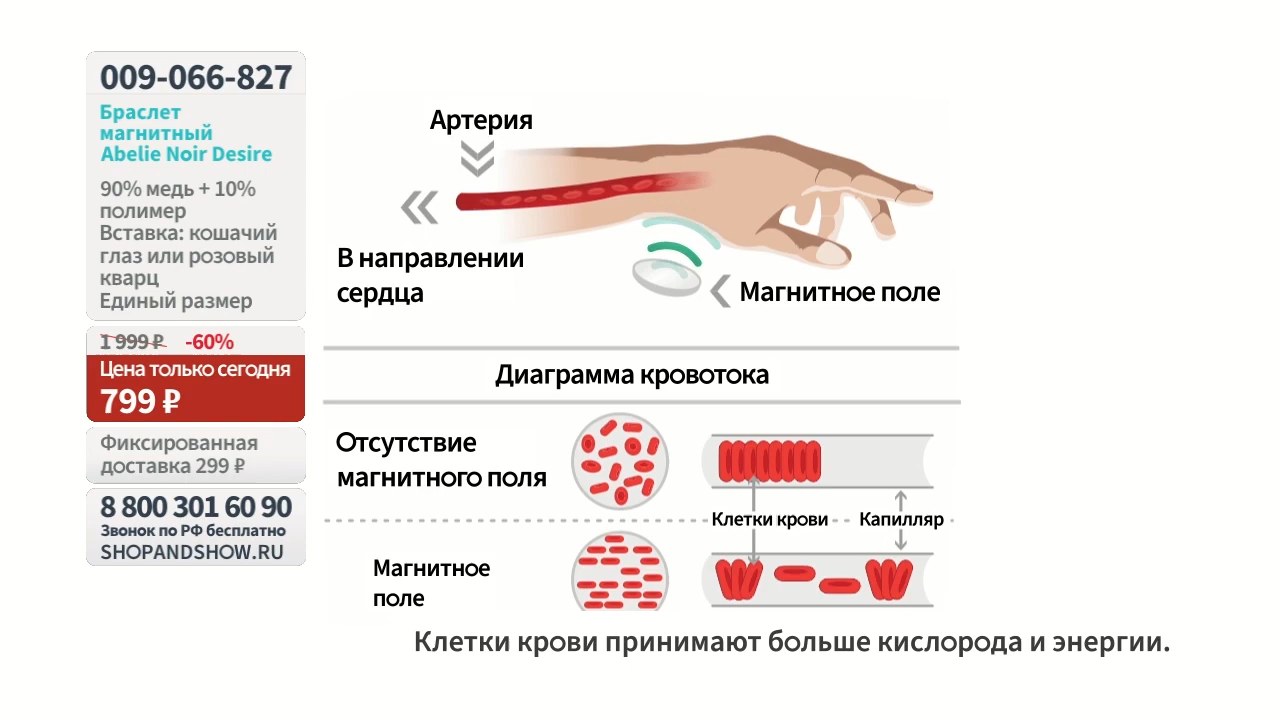 009-066-827
Браслет
магнитный
Abelie Noir Desire
90% медь + 10%
полимер
Вставка: кошачий
глаз или розовый
кварц
Единый размер
1 999 ₽ -60%
Цена только сегодня
799 ₽
Фиксированная
доставка 299 ₽
8 800 301 60 90
Звонок по РФ бесплатно
SHOPANDSHOW.RU
Артерия
В направлении
сердца
Магнитное поле
Диаграмма кровотока
Отсутствие
магнитного поля
Клетки крови
Капилляр
Магнитное
поле
Клетки крови принимают больше кислорода и энергии.